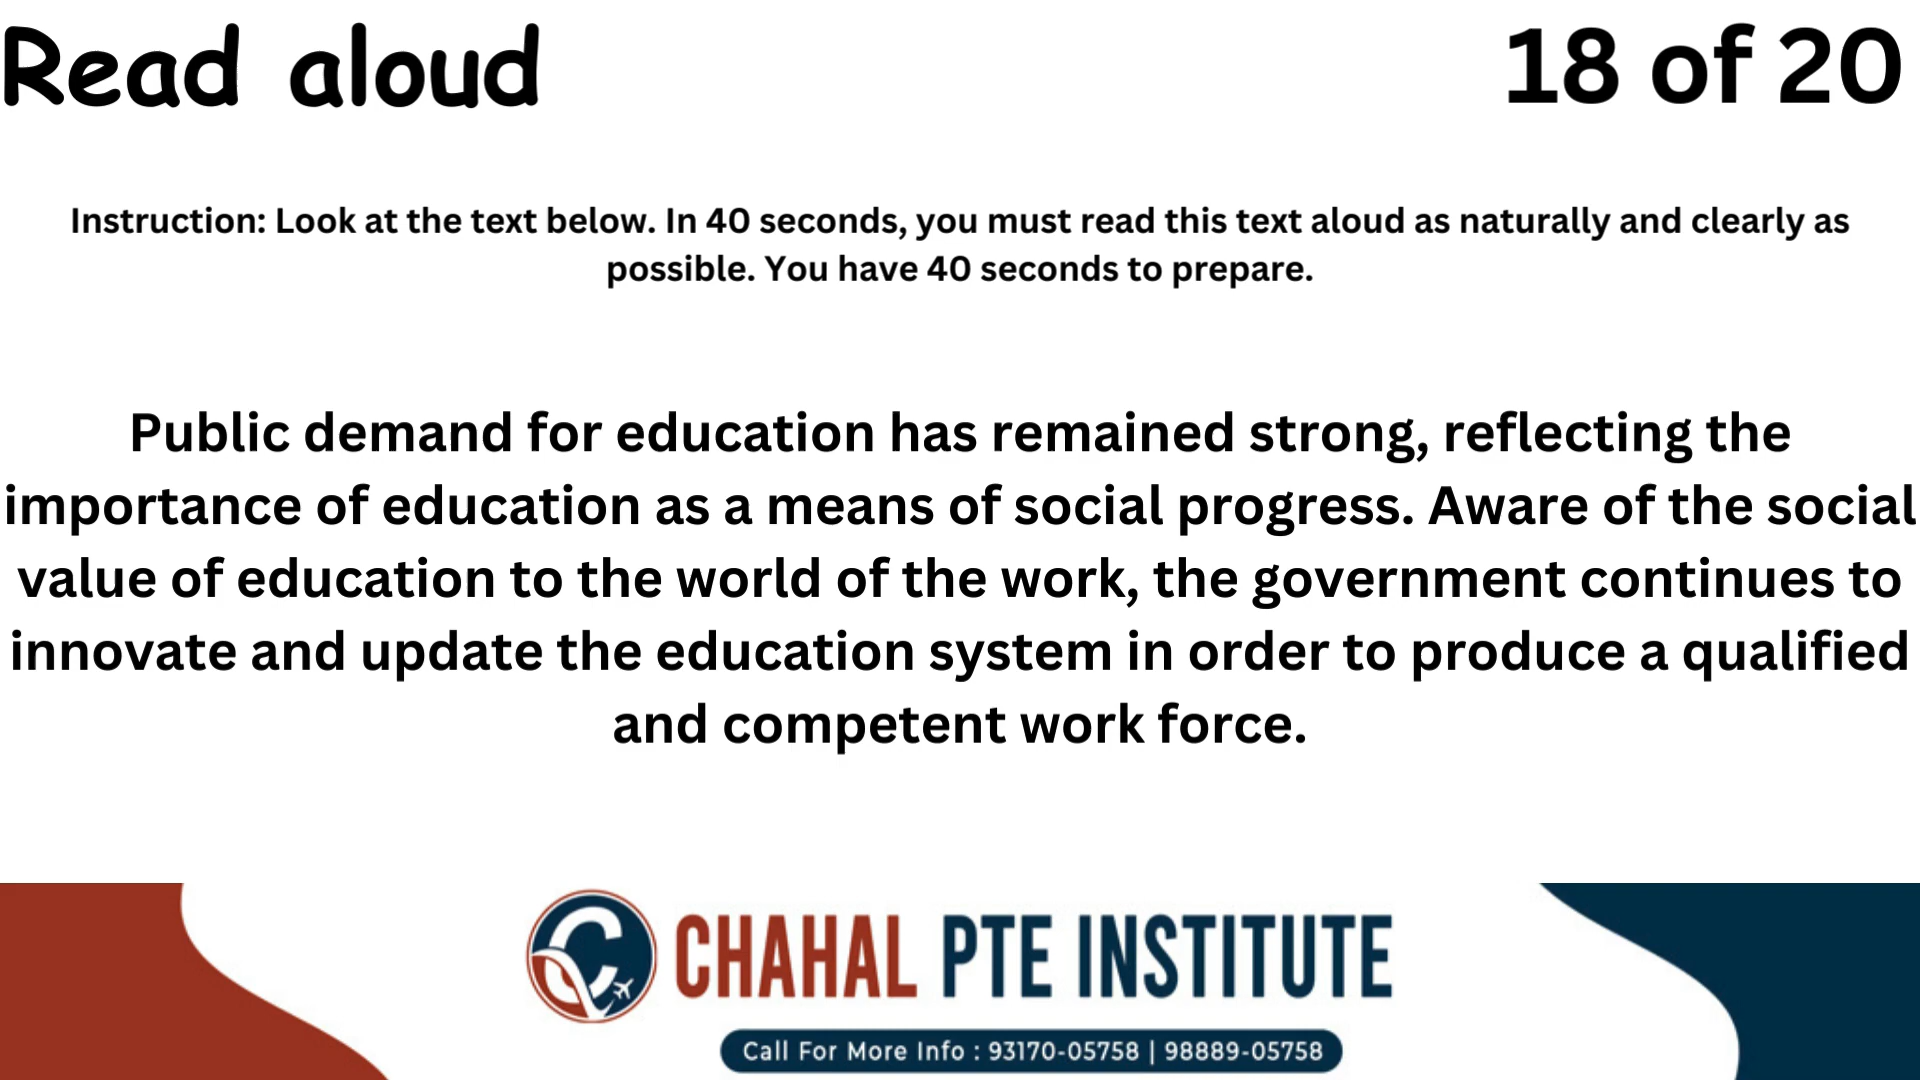 Read aloud
18 of 20
Instruction: Look at the text below. In 40 seconds, you must read this text aloud as naturally and clearly as
possible. You have 40 seconds to prepare.
Public demand for education has remained strong, reflecting the
importance of education as a means of social progress. Aware of the social
value of education to the world of the work, the government continues to
innovate and update the education system in order to produce a qualified
and competent work force.
CHAHAL PTE INSTITUTE
Call For More Info : 93170-05758 | 98889-05758